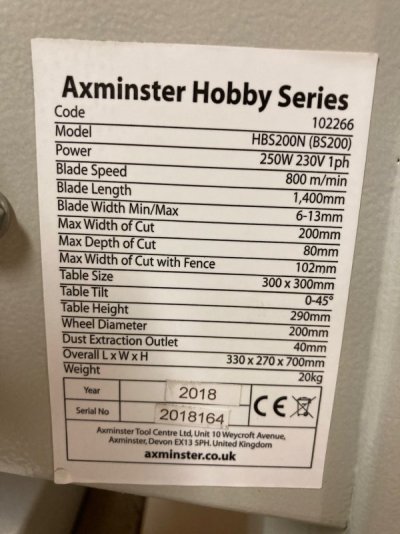 Axminster Hobby Series
Code 102266
Model HBS200N (BS200)
Power 250W 230V 1ph
Blade Speed 800 m/min
Blade Length 1,400mm
Blade Width Min/Max 6-13mm
Max Width of Cut 200mm
Max Depth of Cut 80mm
Max Width of Cut with Fence 102mm
Table Size 300 x 300mm
Table Tilt 0-45°
Table Height 290mm
Wheel Diameter 200mm
Dust Extraction Outlet 40mm
Overall L x W x H 330 x 270 x 700mm
Weight 20kg
Year 2018
Serial No 2018164
CE
Axminster Tool Centre Ltd, Unit 10 Weycroft Avenue,
Axminster, Devon EX13 5PH. United Kingdom
axminster.co.uk